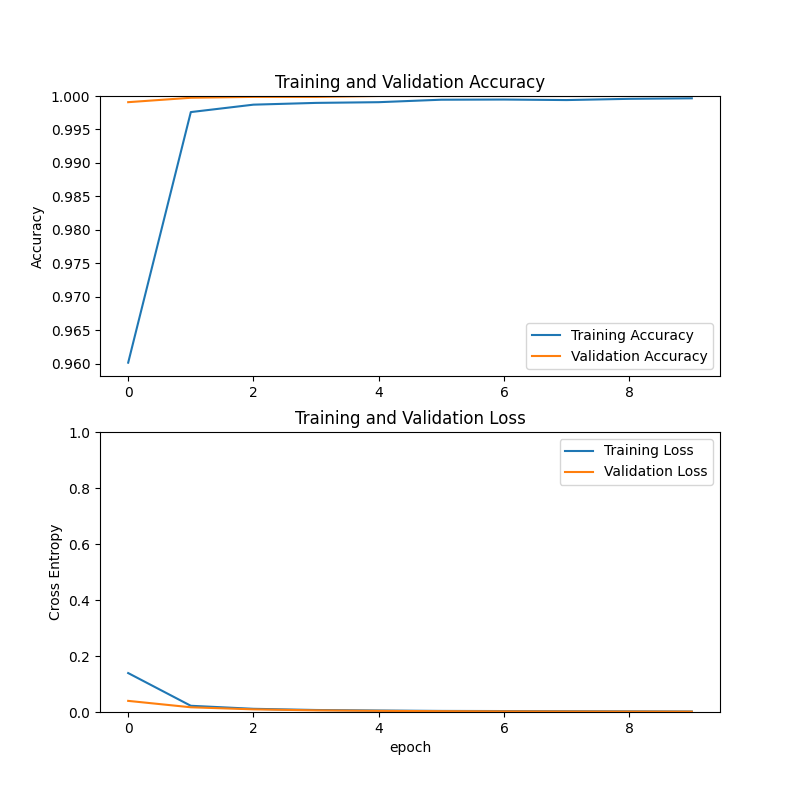 Training and Validation Accuracy
1.000
0.995
0.990
0.985
0.980
0.975
0.970
0.965
0.960
Accuracy
Training Accuracy
Validation Accuracy
0 2 4 6 8
Training and Validation Loss
1.0
0.8
0.6
0.4
0.2
0.0
Cross Entropy
Training Loss
Validation Loss
0 2 4 6 8
epoch